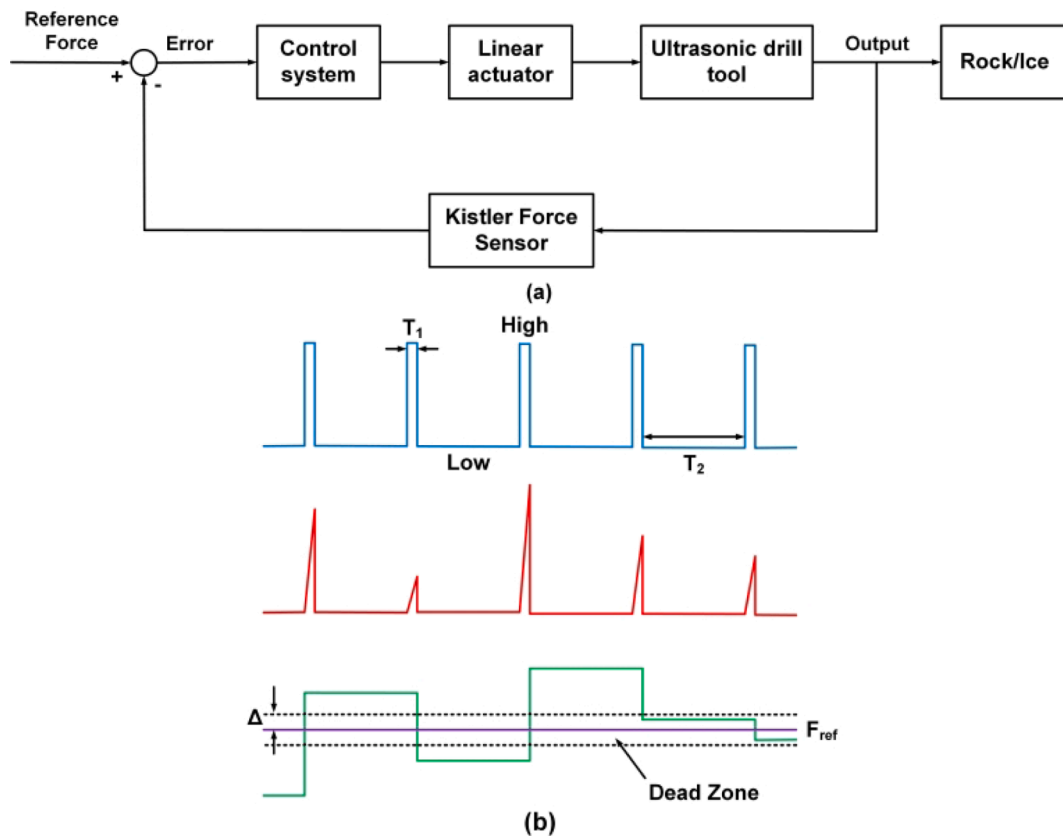 Reference
Force
Error
+
-
Control
system
Linear
actuator
Ultrasonic drill
tool
Output
Rock/Ice
Kistler Force
Sensor
(a)
T₁
High
Low
T₂
Δ
F_ref
Dead Zone
(b)